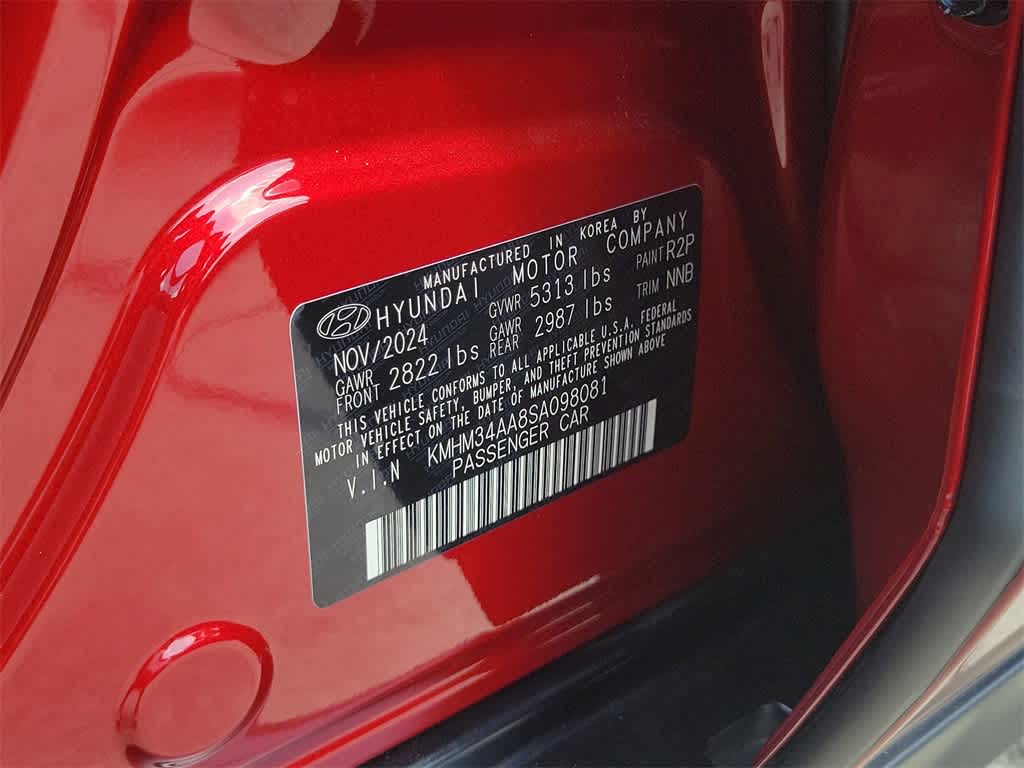 MANUFACTURED IN KOREA BY
HYUNDAI MOTOR COMPANY
NOV/2024 GVWR 5313 lbs PAINT R2P
GAWR FRONT 2822 lbs GAWR REAR 2987 lbs TRIM NNB
THIS VEHICLE CONFORMS TO ALL APPLICABLE U.S.A. FEDERAL
MOTOR VEHICLE SAFETY, BUMPER, AND THEFT PREVENTION STANDARDS
IN EFFECT ON THE DATE OF MANUFACTURE SHOWN ABOVE
V.I.N KMHM34AA8SA098081
PASSENGER CAR